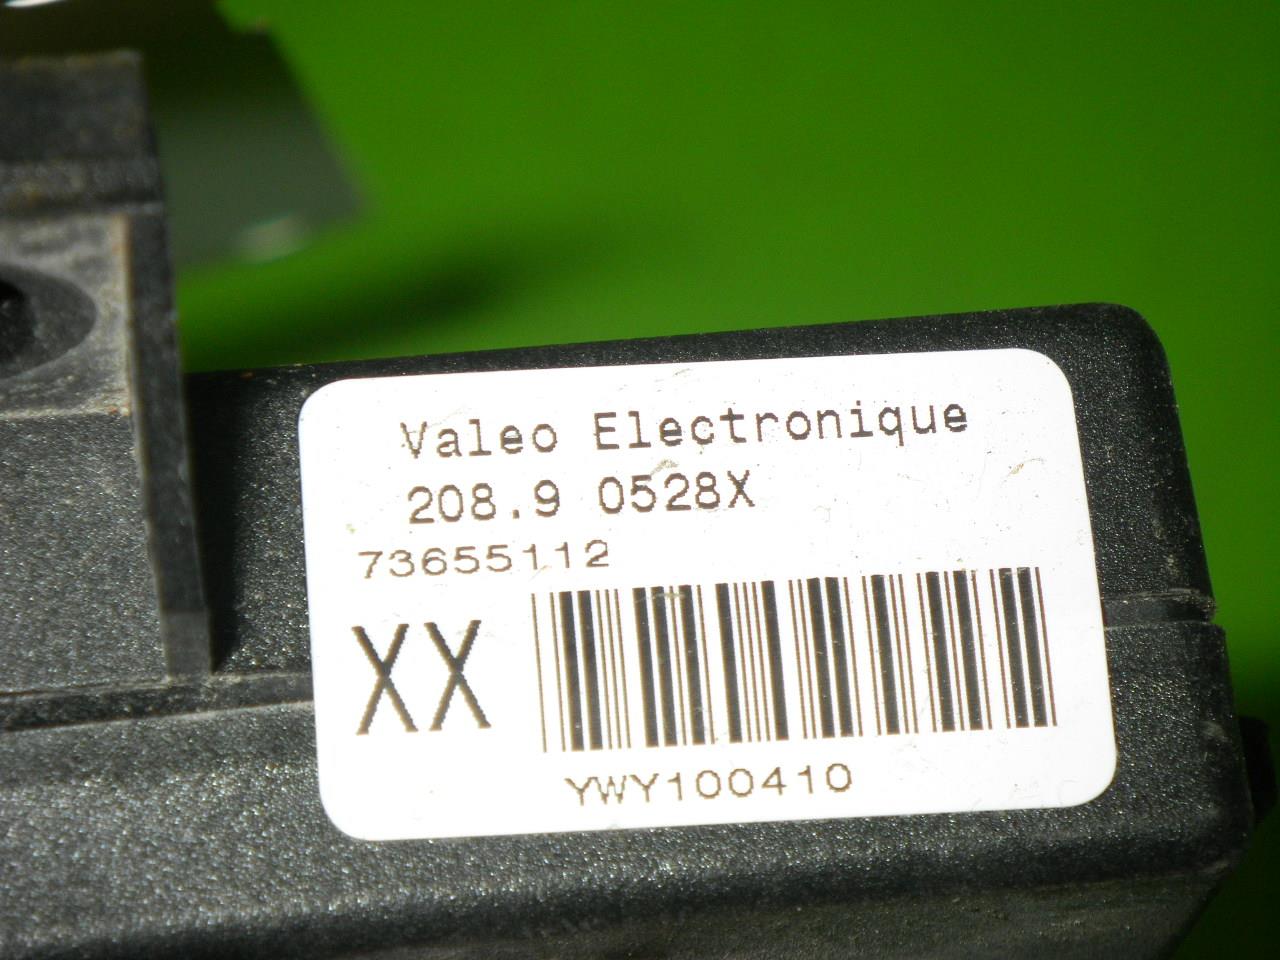 Valeo Electronique
208.9 0528X
73655112
XX
YWY100410